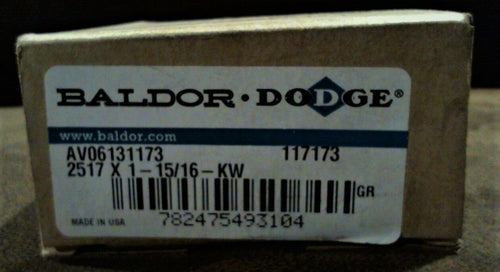 BALDOR · DODGE®
www.baldor.com
AV06131173 117173
2517 X 1-15/16-KW
GR
MADE IN USA 782475493104